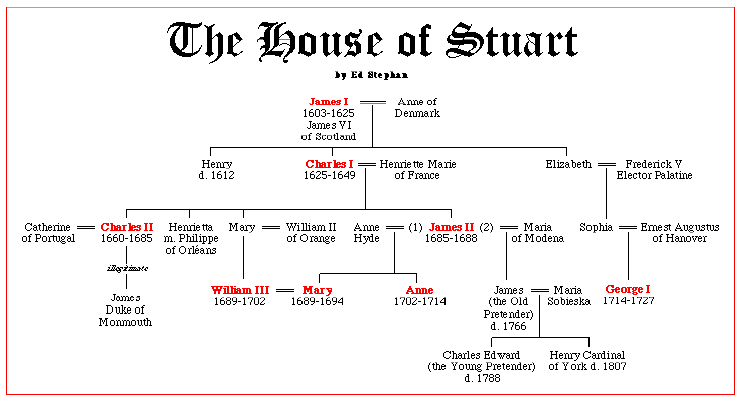 The House of Stuart
by Ed Stephan
James I
1603-1625
James VI
of Scotland
Anne of
Denmark
Henry
d. 1612
Charles I
1625-1649
Henriette Marie
of France
Elizabeth
Frederick V
Elector Palatine
Catherine
of Portugal
Charles II
1660-1685
Henrietta
m. Philippe
of Orléans
Mary
William II
of Orange
Anne
Hyde
(1) James II (2)
1685-1688
Maria
of Modena
Sophia
Ernest Augustus
of Hanover
illegitimate
James
Duke of
Monmouth
William III
1689-1702
Mary
1689-1694
Anne
1702-1714
James
(the Old
Pretender)
d. 1766
Maria
Sobieska
George I
1714-1727
Charles Edward
(the Young Pretender)
d. 1788
Henry Cardinal
of York d. 1807